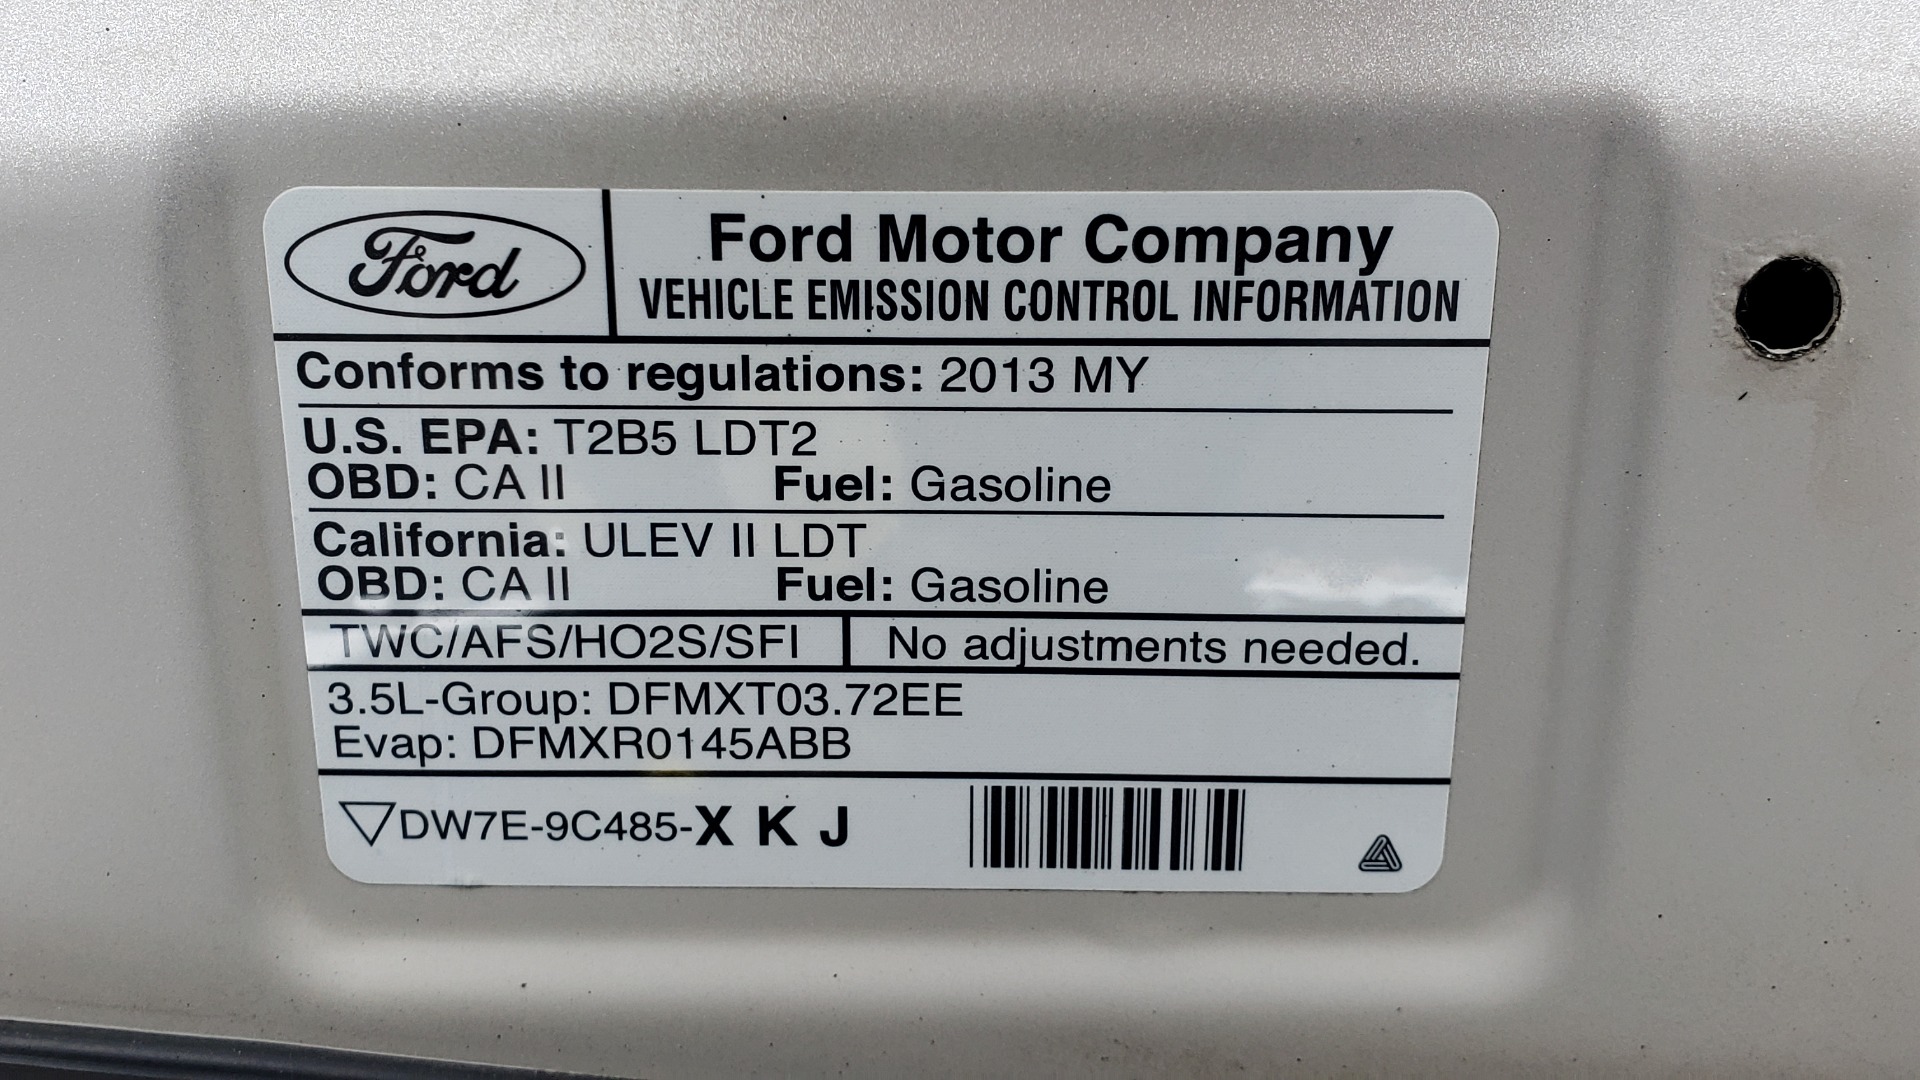 Ford
Ford Motor Company
VEHICLE EMISSION CONTROL INFORMATION
Conforms to regulations: 2013 MY
U.S. EPA: T2B5 LDT2
OBD: CA II Fuel: Gasoline
California: ULEV II LDT
OBD: CA II Fuel: Gasoline
TWC/AFS/HO2S/SFI No adjustments needed.
3.5L-Group: DFMXT03.72EE
Evap: DFMXR0145ABB
DW7E-9C485-X K J